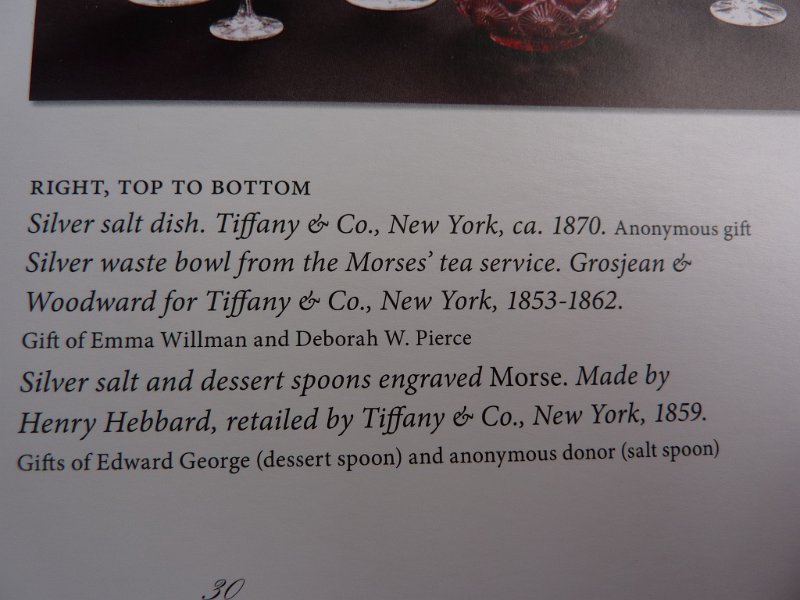 RIGHT, TOP TO BOTTOM
Silver salt dish. Tiffany & Co., New York, ca. 1870. Anonymous gift
Silver waste bowl from the Morses' tea service. Grosjean &
Woodward for Tiffany & Co., New York, 1853-1862.
Gift of Emma Willman and Deborah W. Pierce
Silver salt and dessert spoons engraved Morse. Made by
Henry Hebbard, retailed by Tiffany & Co., New York, 1859.
Gifts of Edward George (dessert spoon) and anonymous donor (salt spoon)
30